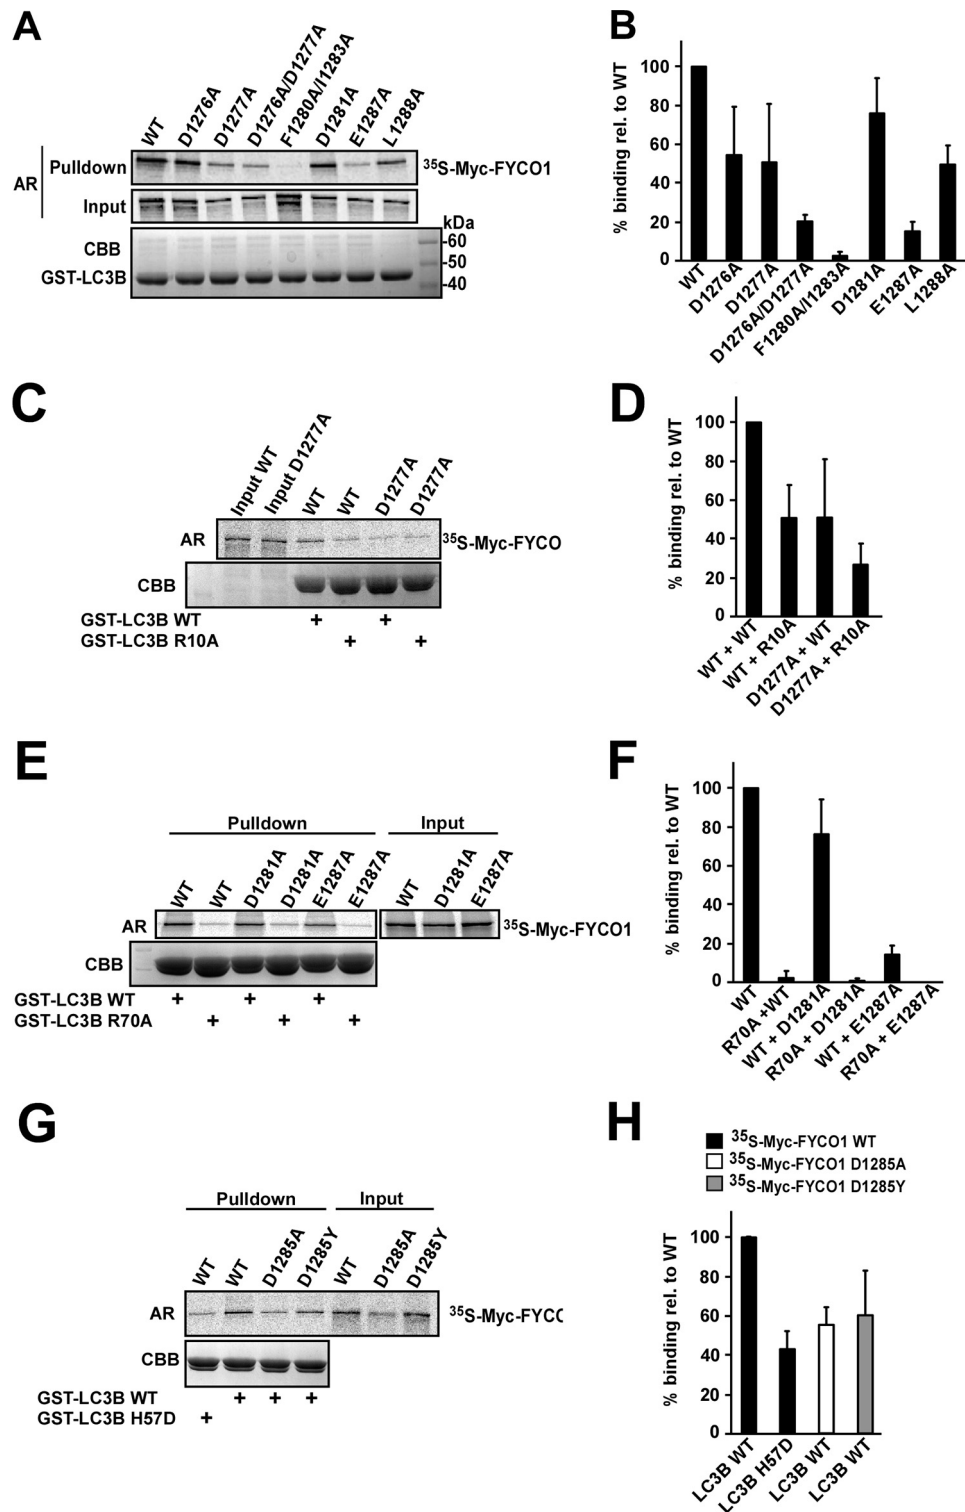 A
WT
D1276A
D1277A
D1276A/D1277A
F1280A/I1283A
D1281A
E1287A
L1288A
AR
Pulldown
35S-Myc-FYCO1
Input
kDa
CBB
GST-LC3B
-60
-50
-40
B
% binding rel. to WT
100
80
60
40
20
0
WT
D1276A
D1277A
D1276A/D1277A
F1280A/I1283A
D1281A
E1287A
L1288A
C
Input WT
Input D1277A
WT
WT
D1277A
D1277A
AR
35S-Myc-FYCO
CBB
GST-LC3B WT + +
GST-LC3B R10A + +
D
% binding rel. to WT
100
80
60
40
20
0
WT + WT
WT + R10A
D1277A + WT
D1277A + R10A
E
Pulldown
Input
WT
WT
D1281A
D1281A
E1287A
E1287A
WT
D1281A
E1287A
AR
35S-Myc-FYCO1
CBB
GST-LC3B WT + + +
GST-LC3B R70A + + +
F
% binding rel. to WT
100
80
60
40
20
0
WT
R70A +WT
WT + D1281A
R70A + D1281A
WT + E1287A
R70A + E1287A
G
Pulldown
Input
WT
WT
D1285A
D1285Y
WT
D1285A
D1285Y
AR
35S-Myc-FYC
CBB
GST-LC3B WT + + +
GST-LC3B H57D +
H
35S-Myc-FYCO1 WT
35S-Myc-FYCO1 D1285A
35S-Myc-FYCO1 D1285Y
% binding rel. to WT
100
80
60
40
20
0
LC3B WT
LC3B H57D
LC3B WT
LC3B WT